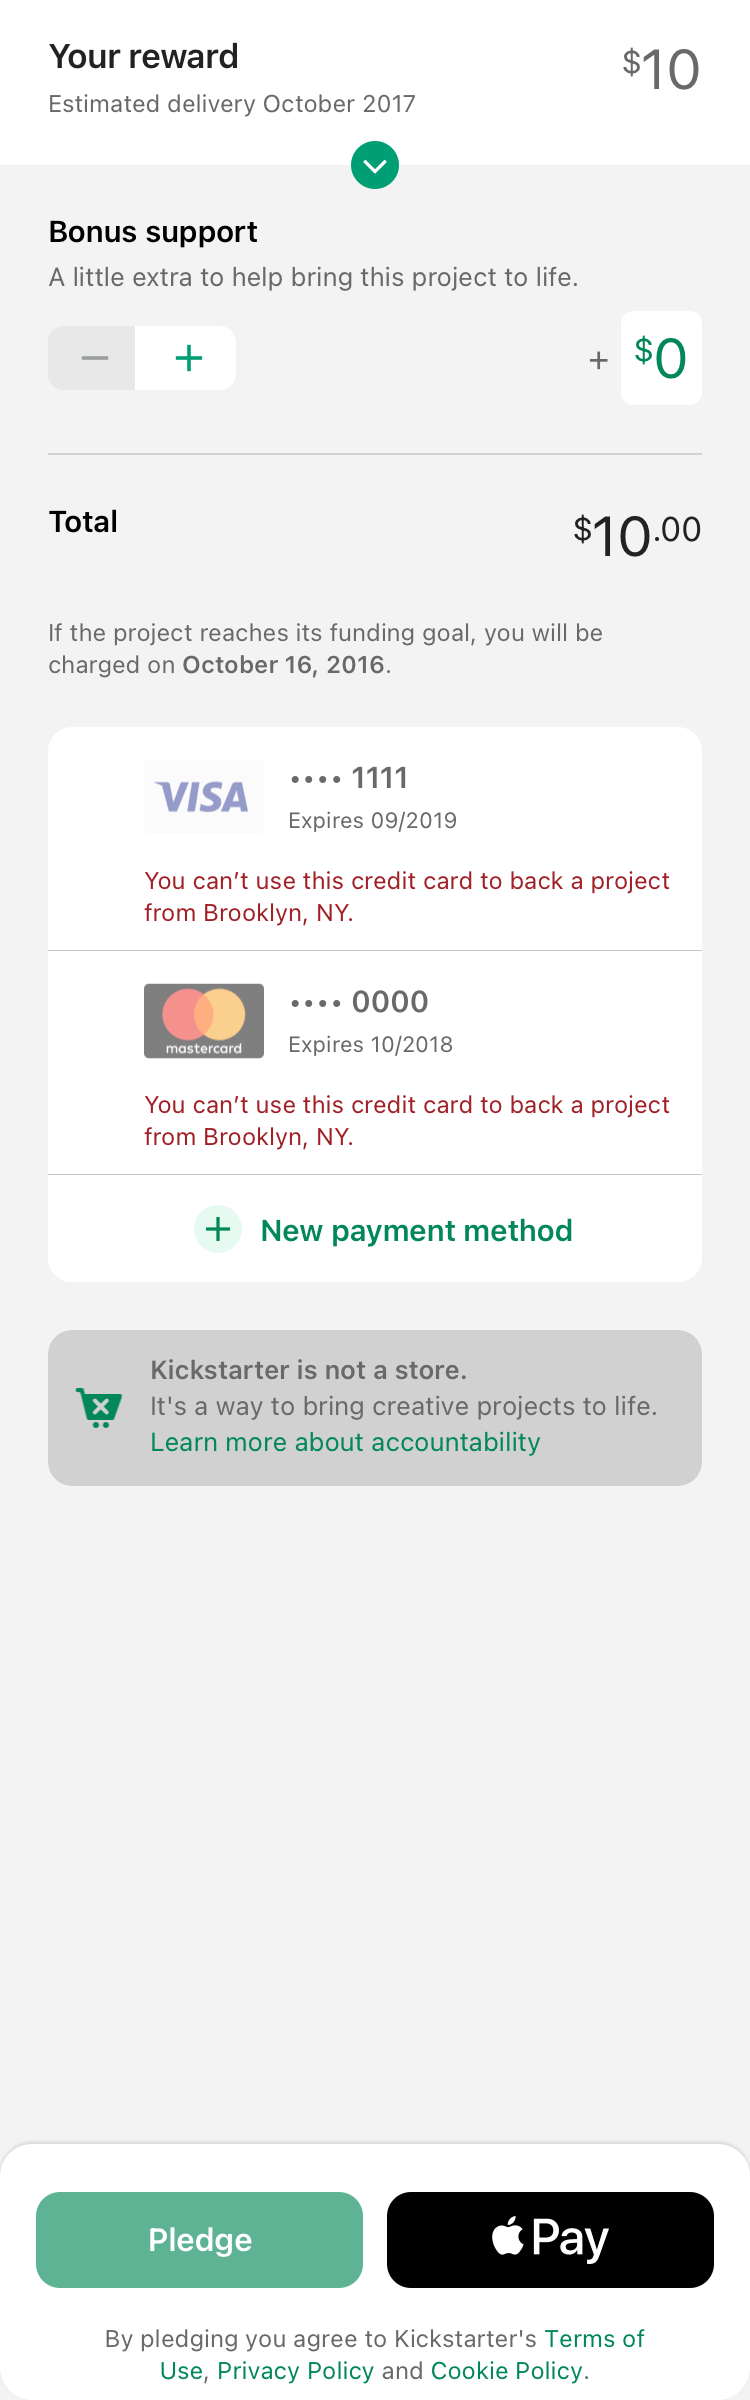 Your reward
$10
Estimated delivery October 2017
Bonus support
A little extra to help bring this project to life.
+ $0
Total
$10.00
If the project reaches its funding goal, you will be
charged on October 16, 2016.
VISA
•••• 1111
Expires 09/2019
You can’t use this credit card to back a project
from Brooklyn, NY.
•••• 0000
mastercard
Expires 10/2018
You can’t use this credit card to back a project
from Brooklyn, NY.
New payment method
Kickstarter is not a store.
It's a way to bring creative projects to life.
Learn more about accountability
Pledge
Pay
By pledging you agree to Kickstarter's Terms of
Use, Privacy Policy and Cookie Policy.